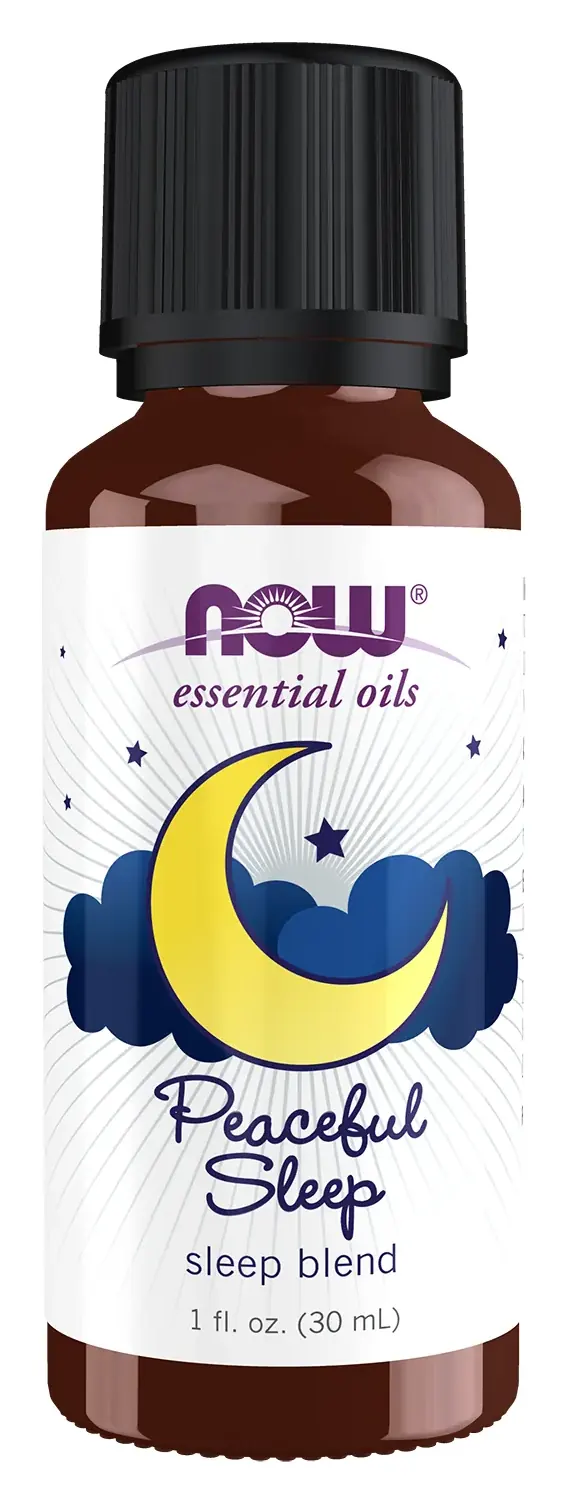 now®
essential oils
Peaceful
Sleep
sleep blend
1 fl. oz. (30 mL)